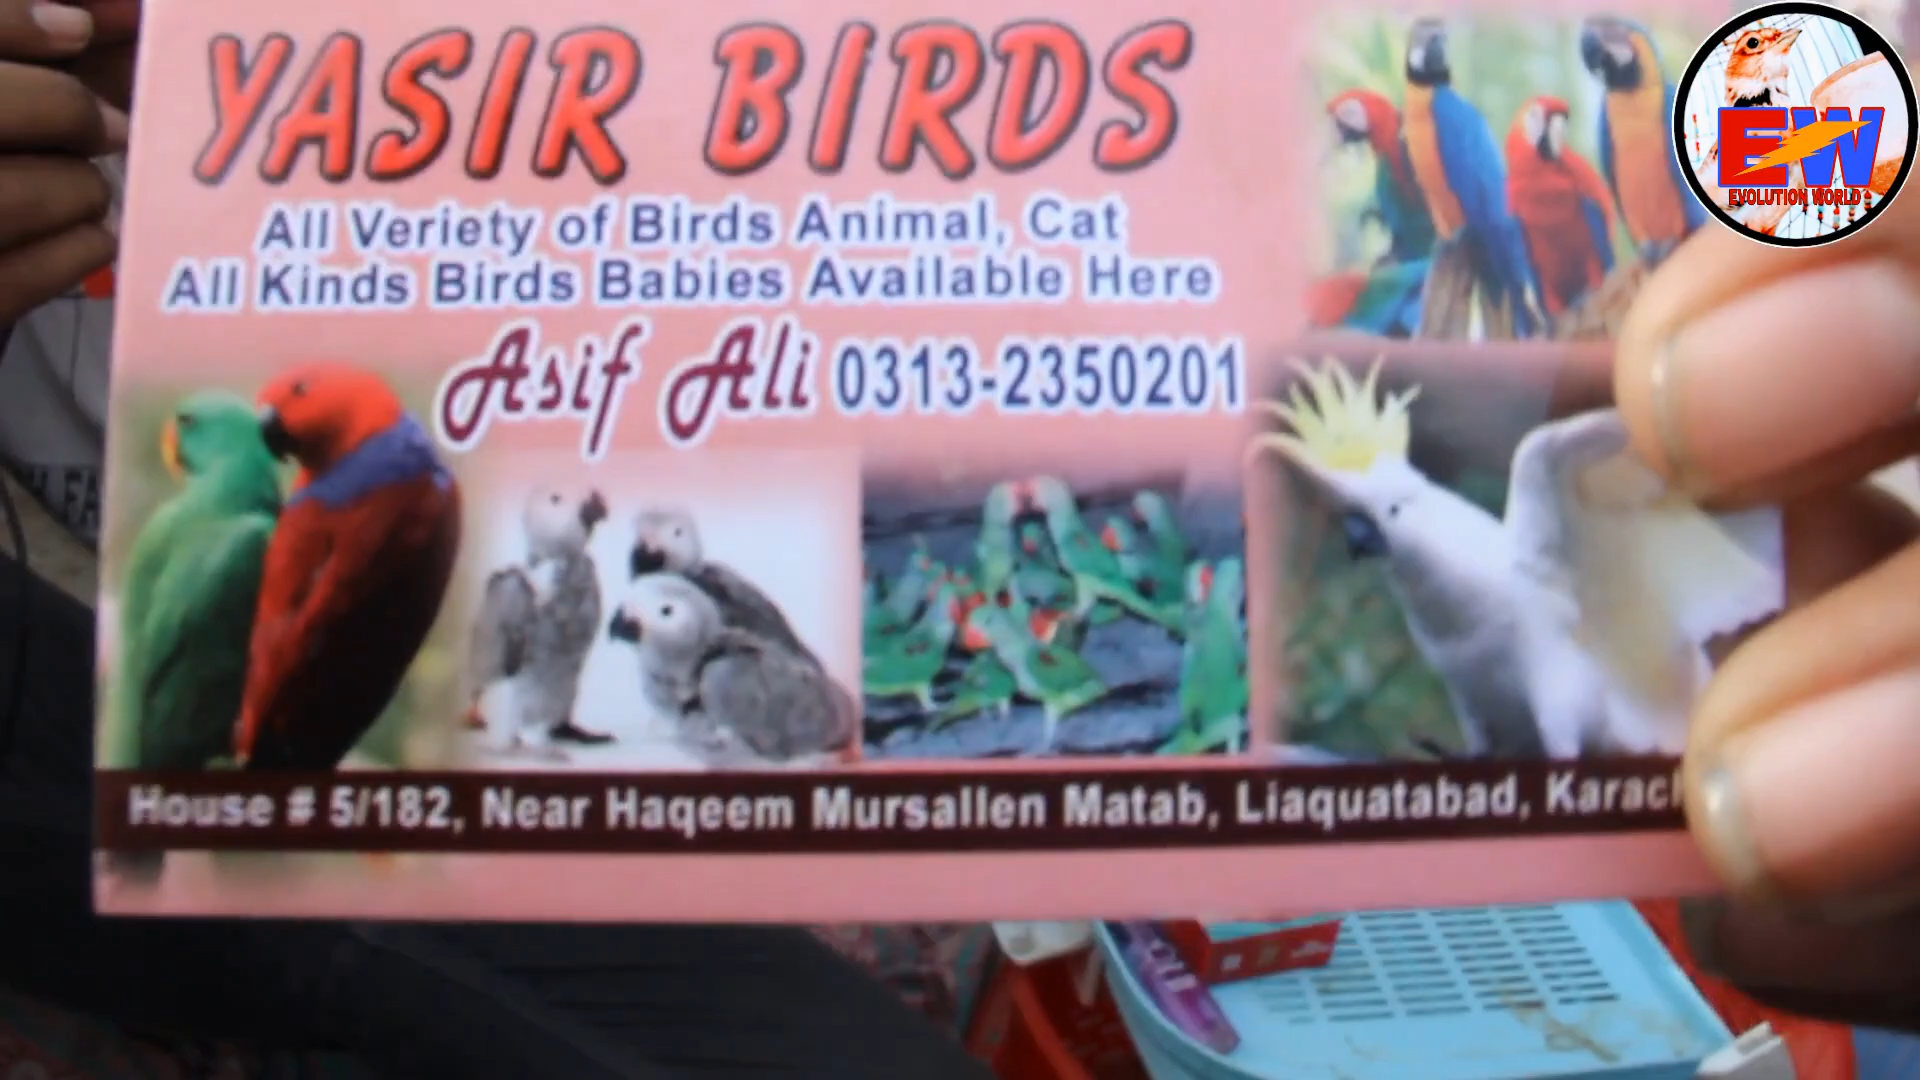 YASIR BIRDS
All Veriety of Birds Animal, Cat
All Kinds Birds Babies Available Here
Asif Ali 0313-2350201
House # 5/182, Near Haqeem Mursallen Matab, Liaquatabad, Karach
EW
EVOLUTION WORLD